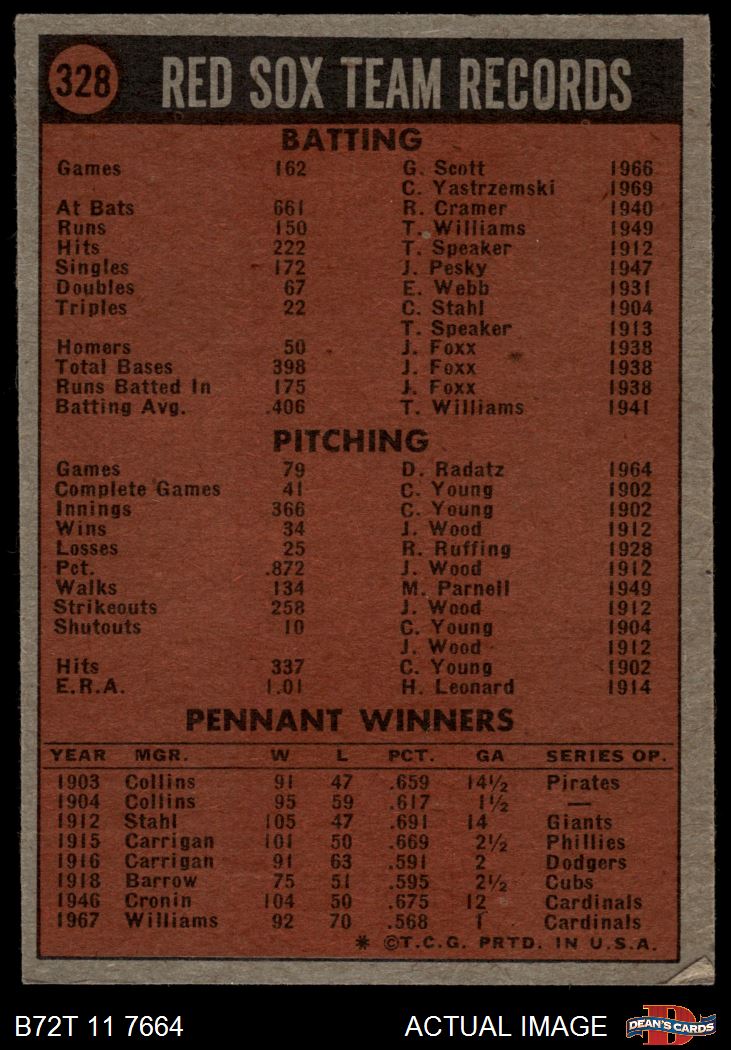 328 RED SOX TEAM RECORDS
BATTING
Games 162 G. Scott 1966
C. Yastrzemski 1969
At Bats 661 R. Cramer 1940
Runs 150 T. Williams 1949
Hits 222 T. Speaker 1912
Singles 172 J. Pesky 1947
Doubles 67 E. Webb 1931
Triples 22 C. Stahl 1904
T. Speaker 1913
Homers 50 J. Foxx 1938
Total Bases 398 J. Foxx 1938
Runs Batted In 175 J. Foxx 1938
Batting Avg. .406 T. Williams 1941
PITCHING
Games 79 D. Radatz 1964
Complete Games 41 C. Young 1902
Innings 366 C. Young 1902
Wins 34 J. Wood 1912
Losses 25 R. Ruffing 1928
Pct. .872 J. Wood 1912
Walks 134 M. Parnell 1949
Strikeouts 258 J. Wood 1912
Shutouts 10 C. Young 1904
J. Wood 1912
Hits 337 C. Young 1902
E.R.A. 1.01 H. Leonard 1914
PENNANT WINNERS
YEAR MGR. W L PCT. GA SERIES OP.
1903 Collins 91 47 .659 14½ Pirates
1904 Collins 95 59 .617 1½ —
1912 Stahl 105 47 .691 14 Giants
1915 Carrigan 101 50 .669 2½ Phillies
1916 Carrigan 91 63 .591 2 Dodgers
1918 Barrow 75 51 .595 2½ Cubs
1946 Cronin 104 50 .675 12 Cardinals
1967 Williams 92 70 .568 1 Cardinals
* ©T.C.G. PRTD. IN U.S.A.
B72T 11 7664 ACTUAL IMAGE D DEAN'S CARDS